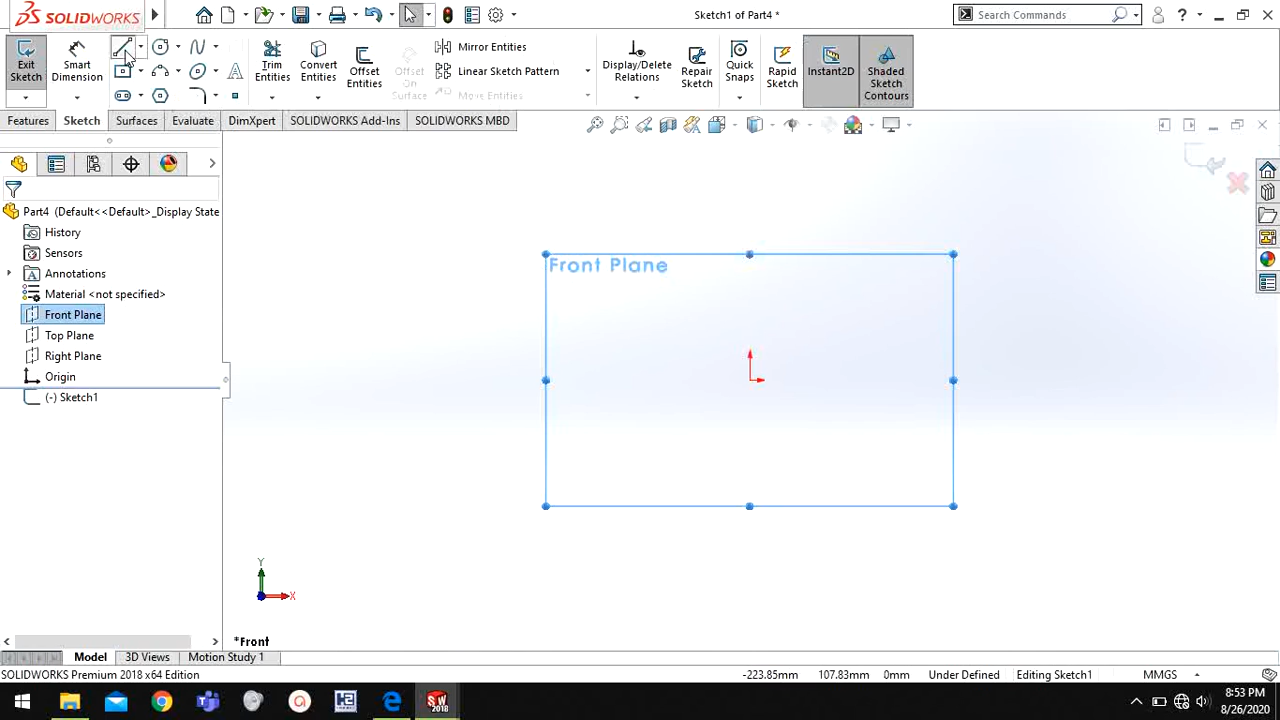 SOLIDWORKS
Sketch1 of Part4 *
Search Commands
?
Exit Sketch
Smart Dimension
Trim Entities
Convert Entities
Offset Entities
Offset On Surface
Mirror Entities
Linear Sketch Pattern
Move Entities
Display/Delete Relations
Repair Sketch
Quick Snaps
Rapid Sketch
Instant2D
Shaded Sketch Contours
Features
Sketch
Surfaces
Evaluate
DimXpert
SOLIDWORKS Add-Ins
SOLIDWORKS MBD
Part4 (Default<<Default>_Display State
History
Sensors
Annotations
Material <not specified>
Front Plane
Top Plane
Right Plane
Origin
(-) Sketch1
Front Plane
Y
X
*Front
Model
3D Views
Motion Study 1
SOLIDWORKS Premium 2018 x64 Edition
-223.85mm
107.83mm
0mm
Under Defined
Editing Sketch1
MMGS
SW
2018
8:53 PM
8/26/2020